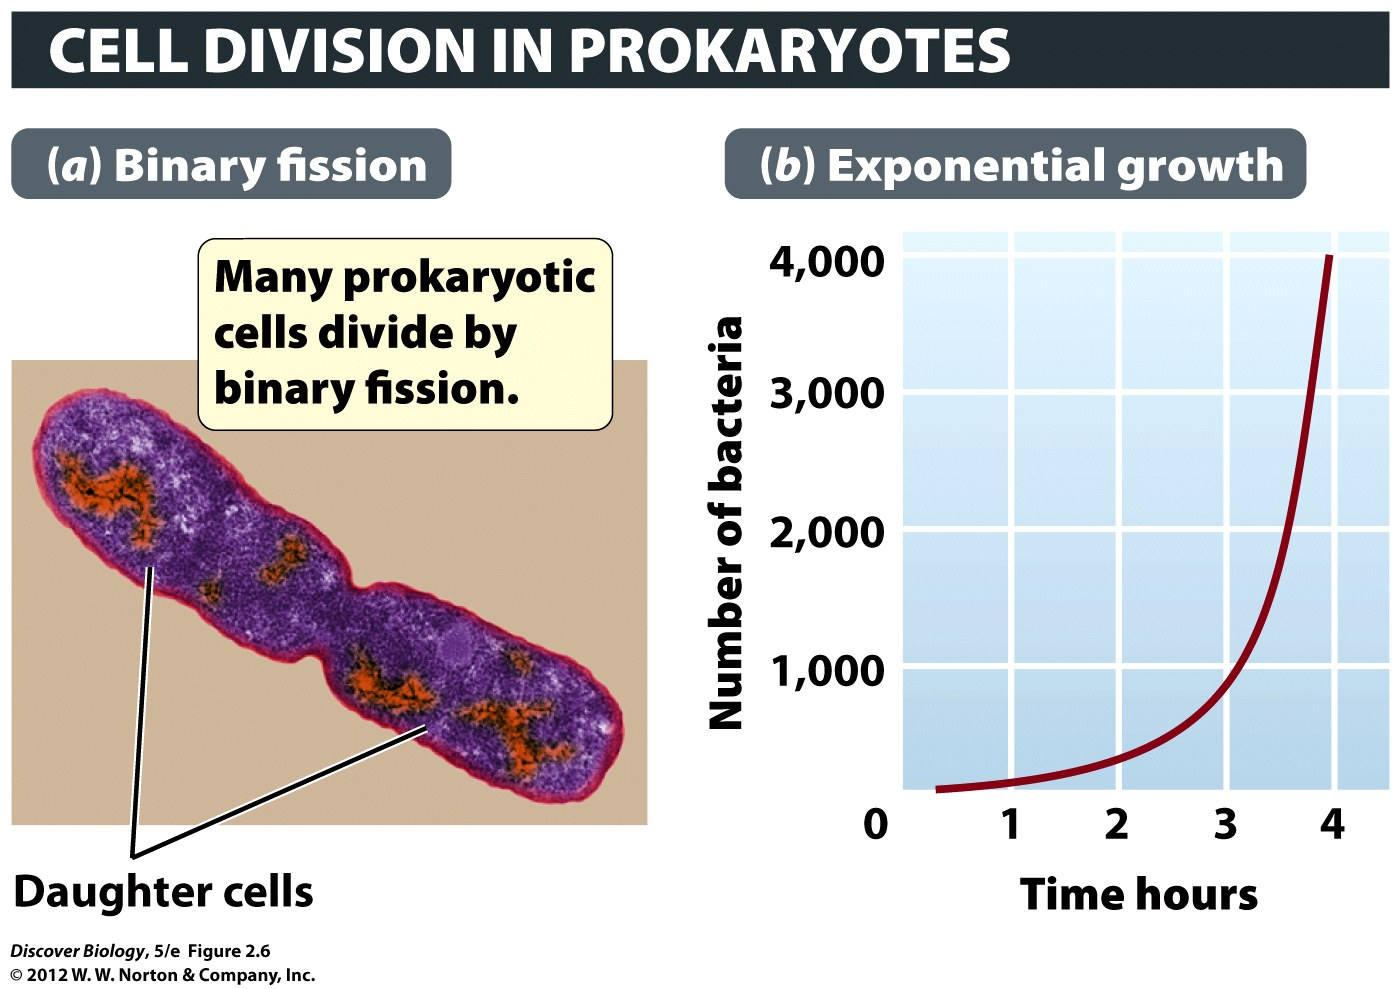 CELL DIVISION IN PROKARYOTES
(a) Binary fission
Many prokaryotic
cells divide by
binary fission.
Daughter cells
(b) Exponential growth
Number of bacteria
4,000
3,000
2,000
1,000
0 1 2 3 4
Time hours
Discover Biology, 5/e Figure 2.6
© 2012 W. W. Norton & Company, Inc.